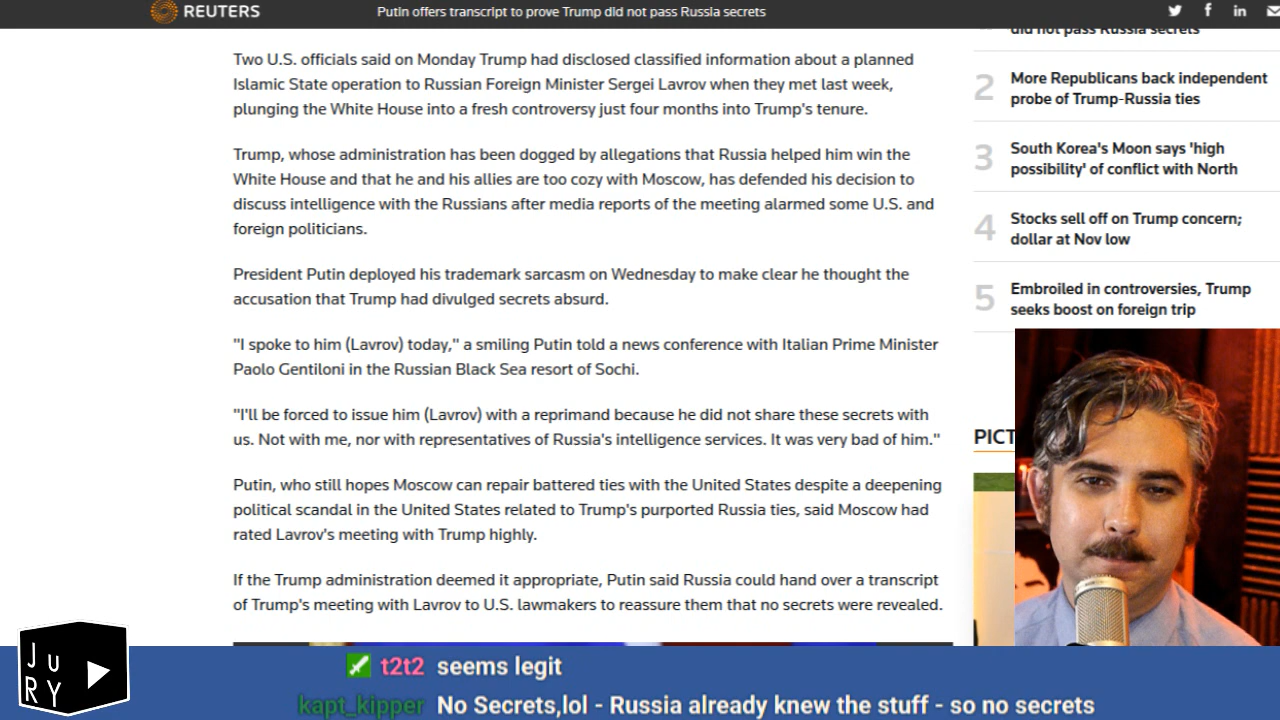 REUTERS
Putin offers transcript to prove Trump did not pass Russia secrets
Two U.S. officials said on Monday Trump had disclosed classified information about a planned
Islamic State operation to Russian Foreign Minister Sergei Lavrov when they met last week,
plunging the White House into a fresh controversy just four months into Trump's tenure.
Trump, whose administration has been dogged by allegations that Russia helped him win the
White House and that he and his allies are too cozy with Moscow, has defended his decision to
discuss intelligence with the Russians after media reports of the meeting alarmed some U.S. and
foreign politicians.
President Putin deployed his trademark sarcasm on Wednesday to make clear he thought the
accusation that Trump had divulged secrets absurd.
"I spoke to him (Lavrov) today," a smiling Putin told a news conference with Italian Prime Minister
Paolo Gentiloni in the Russian Black Sea resort of Sochi.
"I'll be forced to issue him (Lavrov) with a reprimand because he did not share these secrets with
us. Not with me, nor with representatives of Russia's intelligence services. It was very bad of him."
Putin, who still hopes Moscow can repair battered ties with the United States despite a deepening
political scandal in the United States related to Trump's purported Russia ties, said Moscow had
rated Lavrov's meeting with Trump highly.
If the Trump administration deemed it appropriate, Putin said Russia could hand over a transcript
of Trump's meeting with Lavrov to U.S. lawmakers to reassure them that no secrets were revealed.
did not pass Russia secrets
2
More Republicans back independent
probe of Trump-Russia ties
3
South Korea's Moon says 'high
possibility' of conflict with North
4
Stocks sell off on Trump concern;
dollar at Nov low
5
Embroiled in controversies, Trump
seeks boost on foreign trip
PICT
JU
RY
t2t2 seems legit
kapt_kipper No Secrets,lol - Russia already knew the stuff - so no secrets